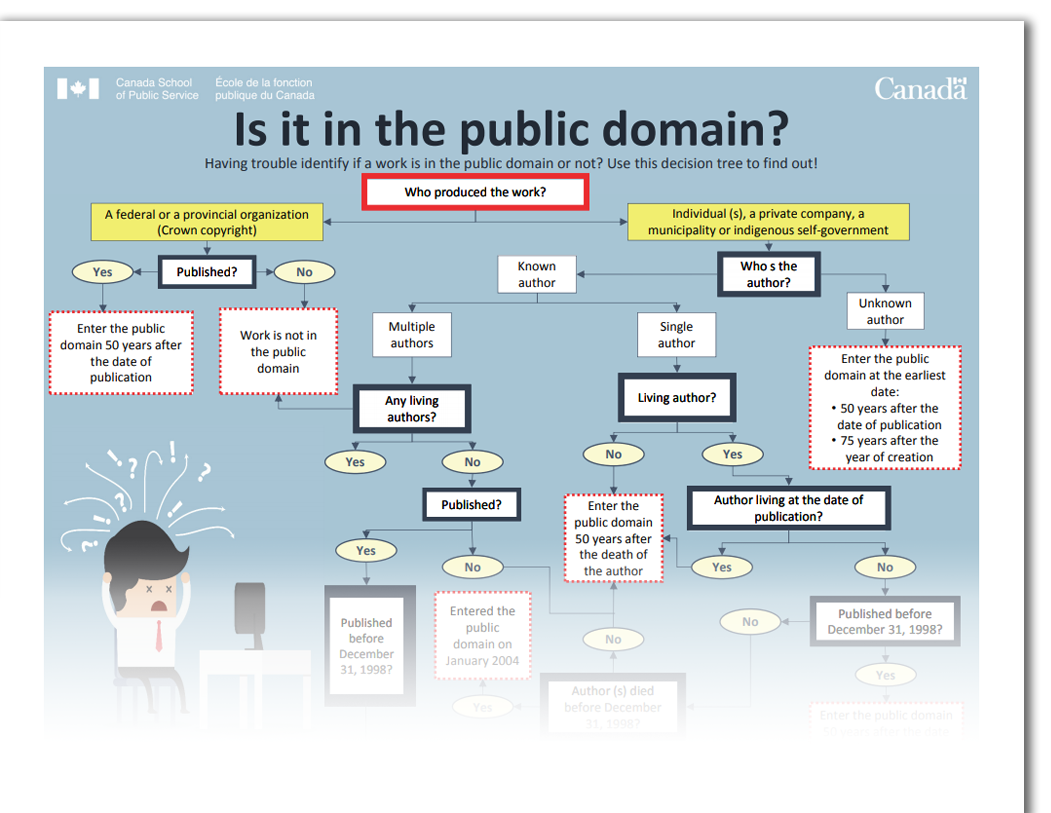 Canada School
of Public Service
École de la fonction
publique du Canada
Canada
Is it in the public domain?
Having trouble identify if a work is in the public domain or not? Use this decision tree to find out!
Who produced the work?
A federal or a provincial organization
(Crown copyright)
Individual (s), a private company, a
municipality or indigenous self-government
Yes
Published?
No
Known
author
Who s the
author?
Unknown
author
Enter the public
domain 50 years after
the date of
publication
Work is not in
the public
domain
Multiple
authors
Single
author
Enter the public
domain at the earliest
date:
• 50 years after the
date of publication
• 75 years after the
year of creation
Any living
authors?
Living author?
Yes
No
No
Yes
Published?
Enter the
public domain
50 years after
the death of
the author
Author living at the date of
publication?
Yes
No
Yes
No
Published
before
December
31, 1998?
Entered the
public
domain on
January 2004
No
No
Published before
December 31, 1998?
Yes
Yes
Author (s) died
before December
31, 1998?
Enter the public domain
50 years after the date